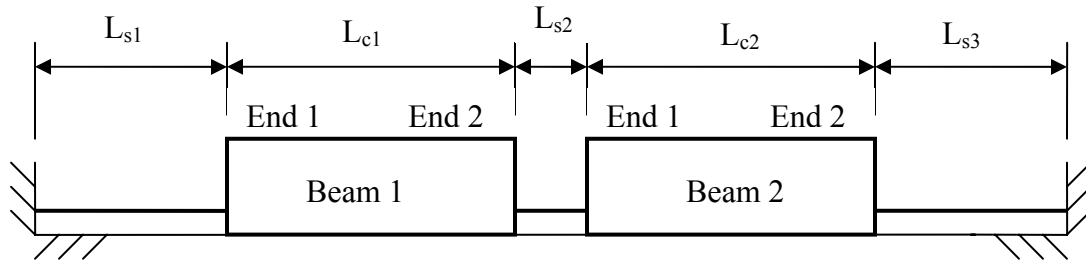 Ls1 Lc1 Ls2 Lc2 Ls3
End 1 End 2 End 1 End 2
Beam 1 Beam 2